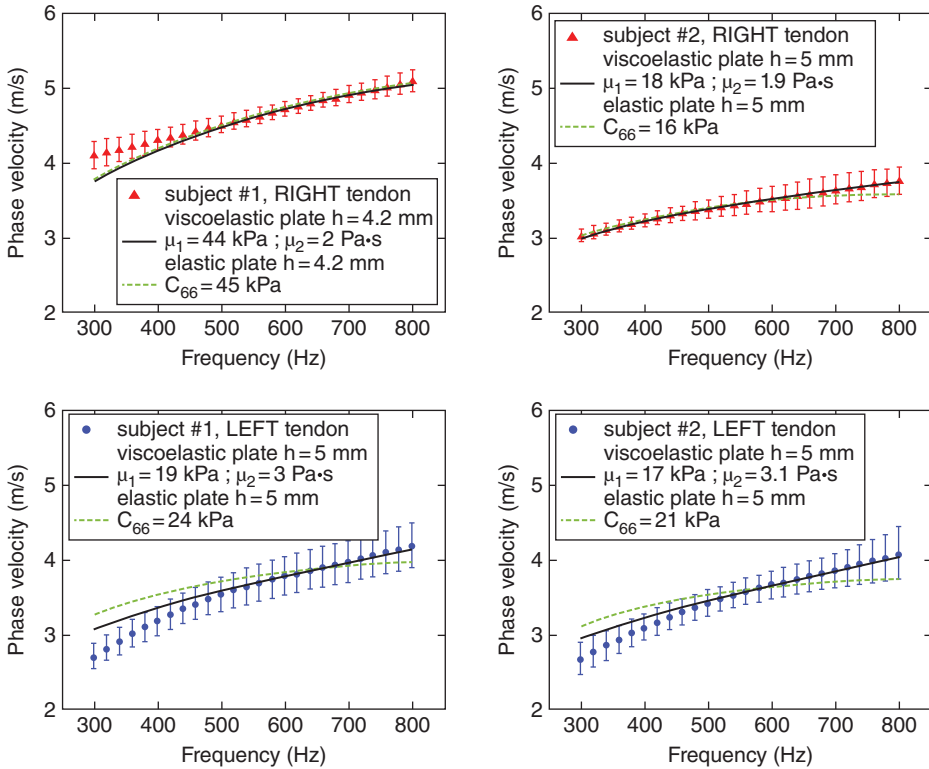 6
5
4
3
2
Phase velocity (m/s)
subject #1, RIGHT tendon
viscoelastic plate h = 4.2 mm
μ₁ = 44 kPa ; μ₂ = 2 Pa•s
elastic plate h = 4.2 mm
C₆₆ = 45 kPa
300 400 500 600 700 800
Frequency (Hz)
6
5
4
3
2
Phase velocity (m/s)
subject #2, RIGHT tendon
viscoelastic plate h = 5 mm
μ₁ = 18 kPa ; μ₂ = 1.9 Pa•s
elastic plate h = 5 mm
C₆₆ = 16 kPa
300 400 500 600 700 800
Frequency (Hz)
6
5
4
3
2
Phase velocity (m/s)
subject #1, LEFT tendon
viscoelastic plate h = 5 mm
μ₁ = 19 kPa ; μ₂ = 3 Pa•s
elastic plate h = 5 mm
C₆₆ = 24 kPa
300 400 500 600 700 800
Frequency (Hz)
6
5
4
3
2
Phase velocity (m/s)
subject #2, LEFT tendon
viscoelastic plate h = 5 mm
μ₁ = 17 kPa ; μ₂ = 3.1 Pa•s
elastic plate h = 5 mm
C₆₆ = 21 kPa
300 400 500 600 700 800
Frequency (Hz)